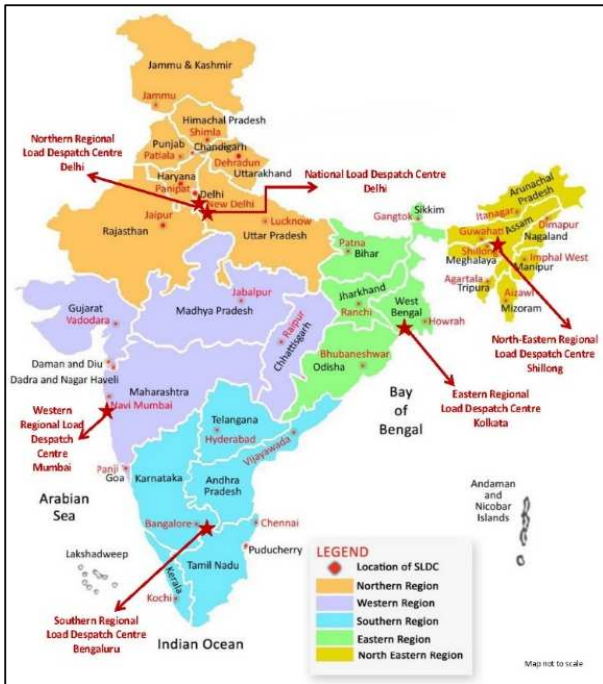 Jammu & Kashmir
Jammu
Himachal Pradesh
Shimla
Northern Regional
Load Despatch Centre
Delhi
Punjab
Chandigarh
Patiala
Dehradun
Uttarakhand
Haryana
Panipat
Delhi
New Delhi
National Load Despatch Centre
Delhi
Jaipur
Rajasthan
Lucknow
Uttar Pradesh
Gangtok
Sikkim
Patna
Bihar
Arunachal
Pradesh
Itanagar
Assam
Dimapur
Guwahati
Nagaland
Shillong
Meghalaya
Imphal West
Manipur
Agartala
Tripura
Aizawl
Mizoram
North-Eastern Regional
Load Despatch Centre
Shillong
Gujarat
Vadodara
Jabalpur
Madhya Pradesh
Raipur
Chhattisgarh
Jharkhand
Ranchi
West
Bengal
Howrah
Bhubaneshwar
Odisha
Eastern Regional
Load Despatch Centre
Kolkata
Bay
of
Bengal
Daman and Diu
Dadra and Nagar Haveli
Maharashtra
Navi Mumbai
Western
Regional Load
Despatch
Centre
Mumbai
Telangana
Hyderabad
Vijayawada
Panji
Goa
Karnataka
Andhra
Pradesh
Arabian
Sea
Bangalore
Chennai
Puducherry
Tamil Nadu
Lakshadweep
Kerala
Kochi
Southern Regional
Load Despatch Centre
Bengaluru
Indian Ocean
Andaman and
Nicobar
Islands
LEGEND
Location of SLDC
Northern Region
Western Region
Southern Region
Eastern Region
North Eastern Region
Map not to scale